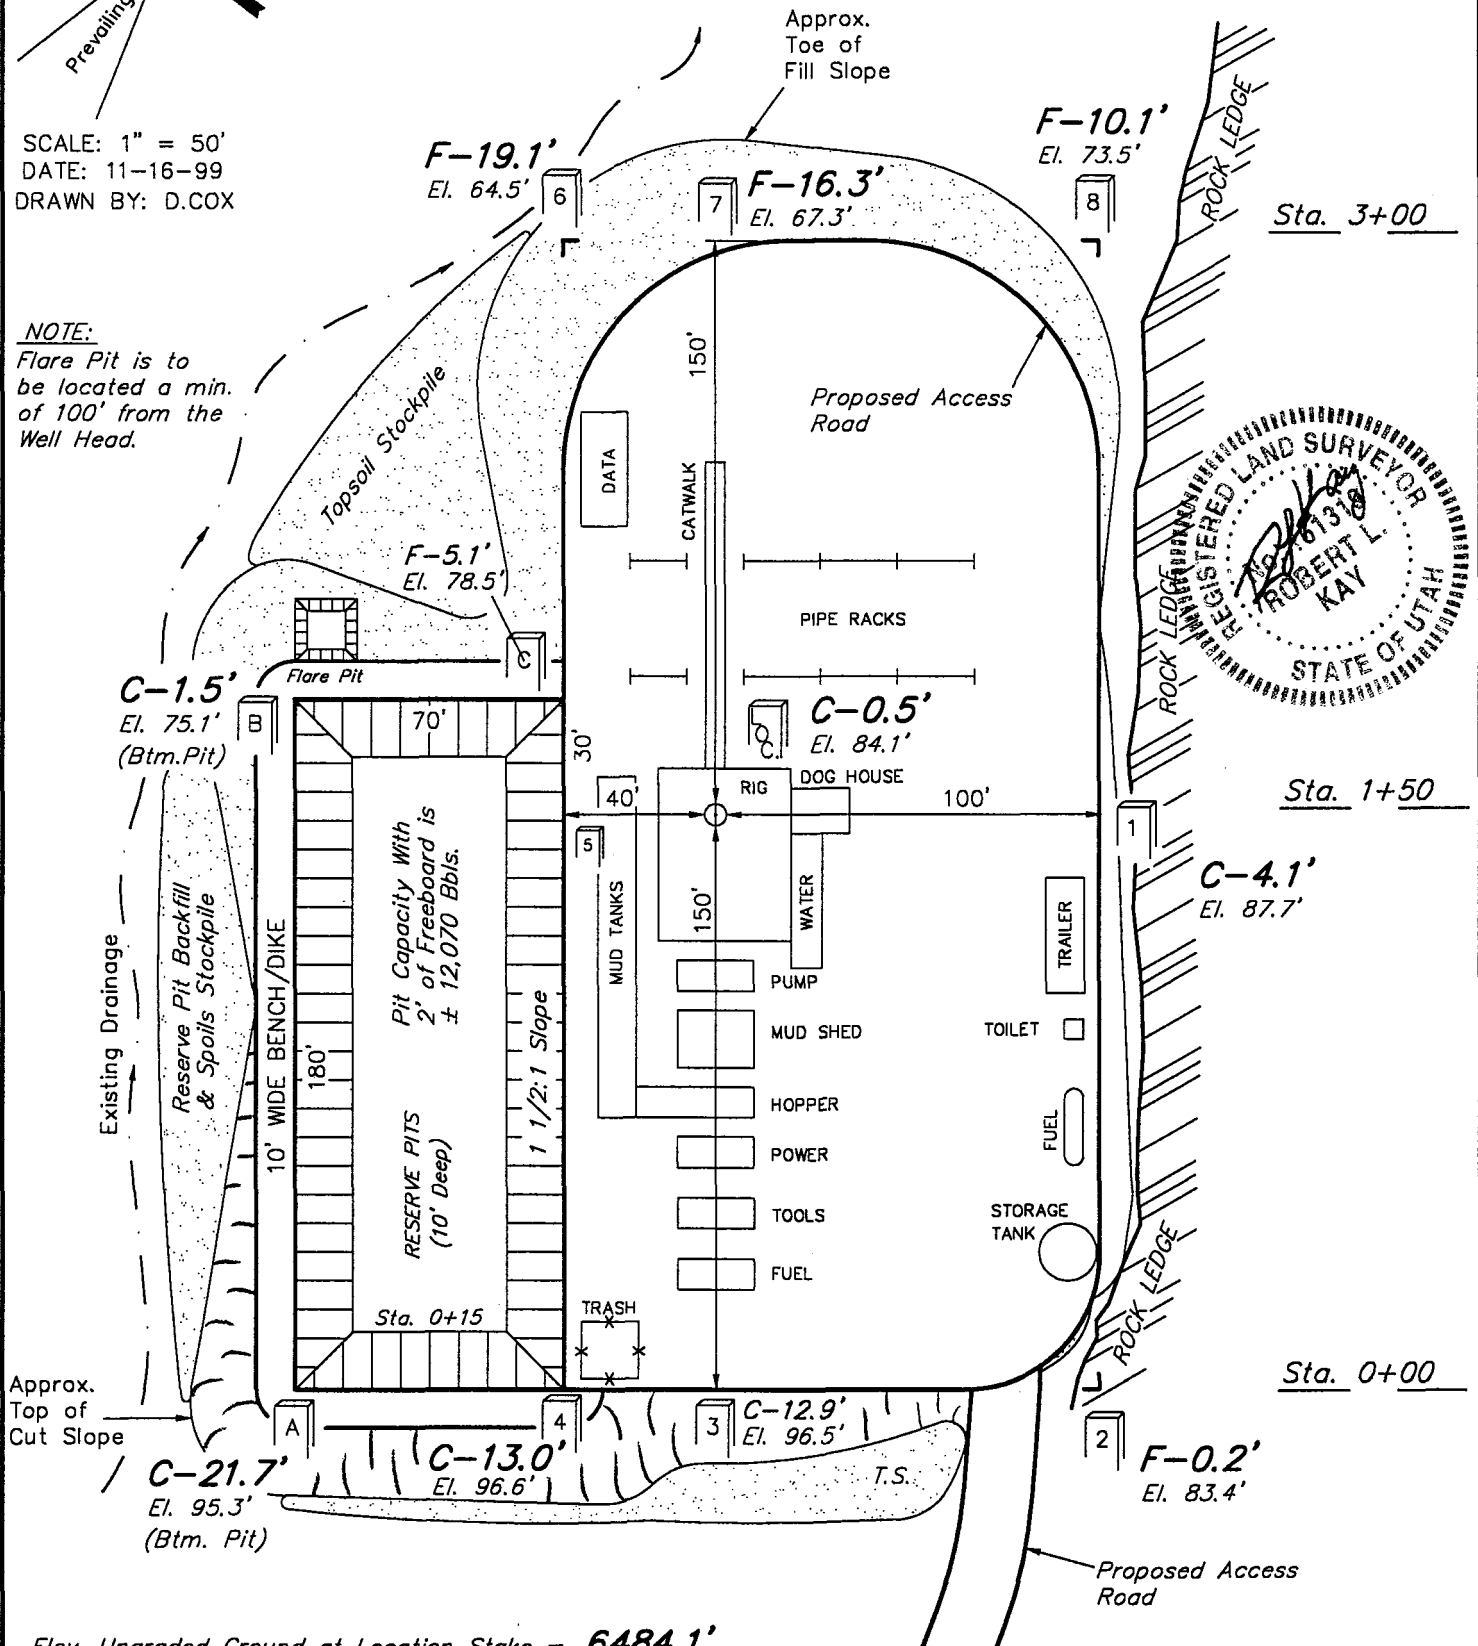 Prevailing
SCALE: 1" = 50'
DATE: 11-16-99
DRAWN BY: D.COX
Approx.
Toe of
Fill Slope
F-19.1'
El. 64.5'
6
7
F-16.3'
El. 67.3'
F-10.1'
El. 73.5'
8
ROCK LEDGE
Sta. 3+00
NOTE:
Flare Pit is to
be located a min.
of 100' from the
Well Head.
Topsoil Stockpile
150'
Proposed Access
Road
DATA
CATWALK
REGISTERED LAND SURVEYOR
ROBERT L.
KAY
STATE OF UTAH
F-5.1'
El. 78.5'
C
PIPE RACKS
ROCK LEDGE
Flare Pit
C-1.5'
El. 75.1'
(Btm.Pit)
B
70'
30'
C-0.5'
El. 84.1'
RIG
DOG HOUSE
40'
100'
Sta. 1+50
5
1
C-4.1'
El. 87.7'
Pit Capacity With
2' of Freeboard is
± 12,070 Bbls.
MUD TANKS
150'
WATER
TRAILER
Existing Drainage
Reserve Pit Backfill
& Spoils Stockpile
10' WIDE BENCH/DIKE
180'
RESERVE PITS
(10' Deep)
1 1/2:1 Slope
PUMP
MUD SHED
TOILET
HOPPER
FUEL
POWER
TOOLS
STORAGE
TANK
FUEL
ROCK LEDGE
Sta. 0+15
TRASH
Sta. 0+00
Approx.
Top of
Cut Slope
A
4
3
C-12.9'
El. 96.5'
2
C-21.7'
El. 95.3'
(Btm. Pit)
C-13.0'
El. 96.6'
T.S.
F-0.2'
El. 83.4'
Proposed Access
Road
Elev. Ungraded Ground at Location Stake = 6484.1'